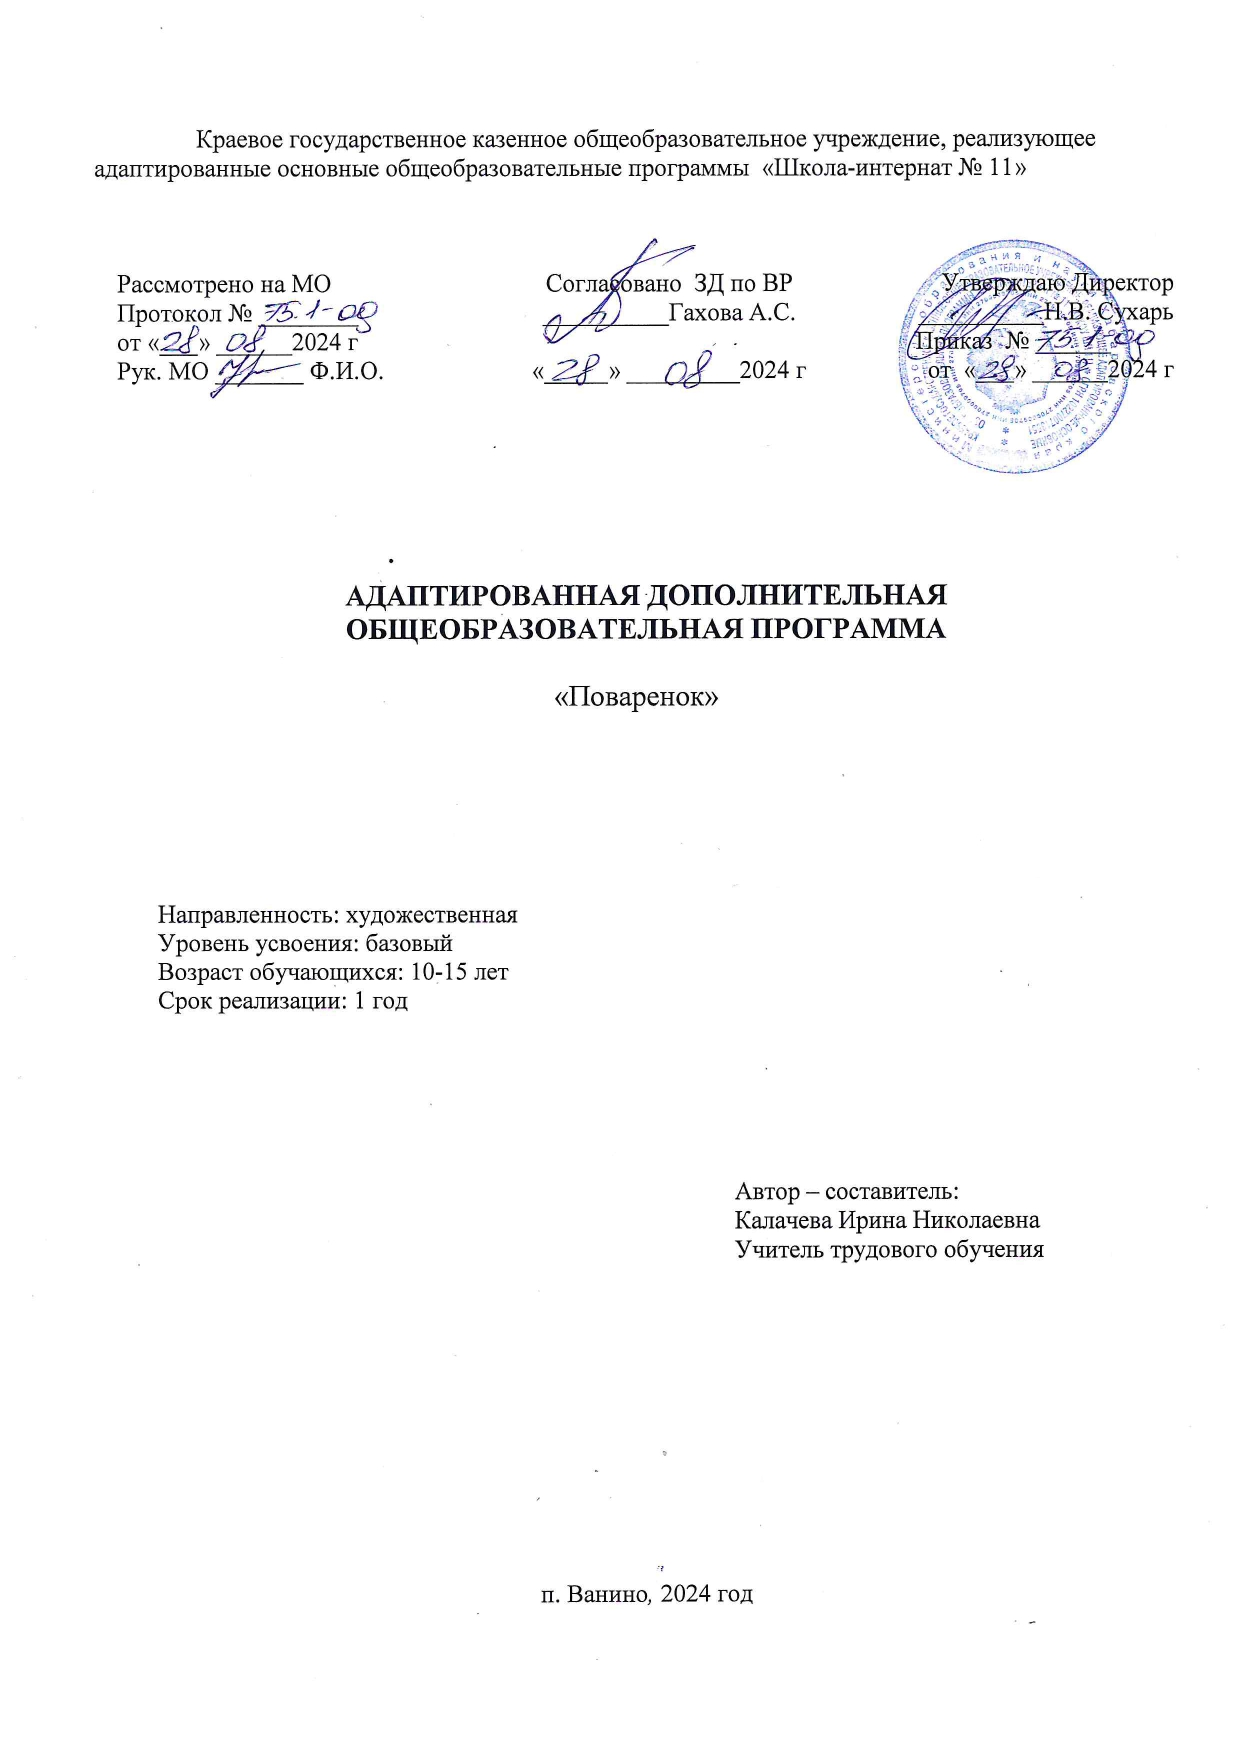 Краевое государственное казенное общеобразовательное учреждение, реализующее
адаптированные основные общеобразовательные программы «Школа-интернат № 11»
Рассмотрено на МО
Протокол № 75.1-00
от «28» 08 2024 г
Рук. МО _______ Ф.И.О.
Согласовано ЗД по ВР
__________Гахова А.С.
«28» 08 2024 г
Утверждаю Директор
__________Н.В. Сухарь
Приказ № 75.1-00
от «28» 08 2024 г
АДАПТИРОВАННАЯ ДОПОЛНИТЕЛЬНАЯ
ОБЩЕОБРАЗОВАТЕЛЬНАЯ ПРОГРАММА
«Поваренок»
Направленность: художественная
Уровень усвоения: базовый
Возраст обучающихся: 10-15 лет
Срок реализации: 1 год
Автор – составитель:
Калачева Ирина Николаевна
Учитель трудового обучения
п. Ванино, 2024 год